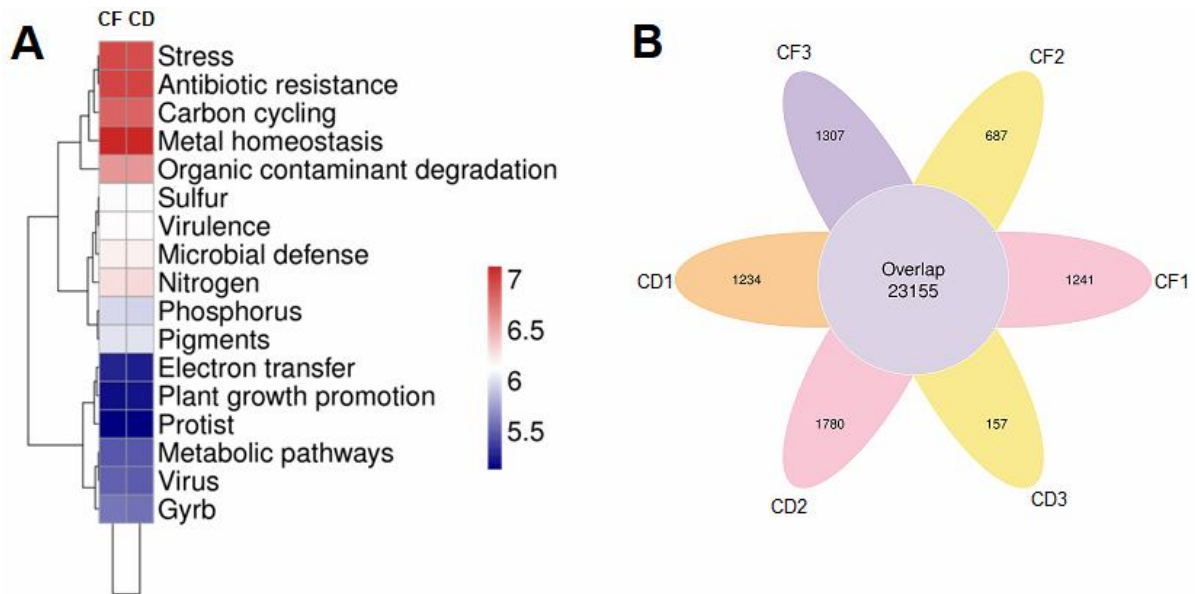 A
CF CD
Stress
Antibiotic resistance
Carbon cycling
Metal homeostasis
Organic contaminant degradation
Sulfur
Virulence
Microbial defense
Nitrogen
Phosphorus
Pigments
Electron transfer
Plant growth promotion
Protist
Metabolic pathways
Virus
Gyrb
7
6.5
6
5.5
B
CF3
CF2
1307
687
CD1
1234
Overlap
23155
1241
CF1
1780
157
CD2
CD3